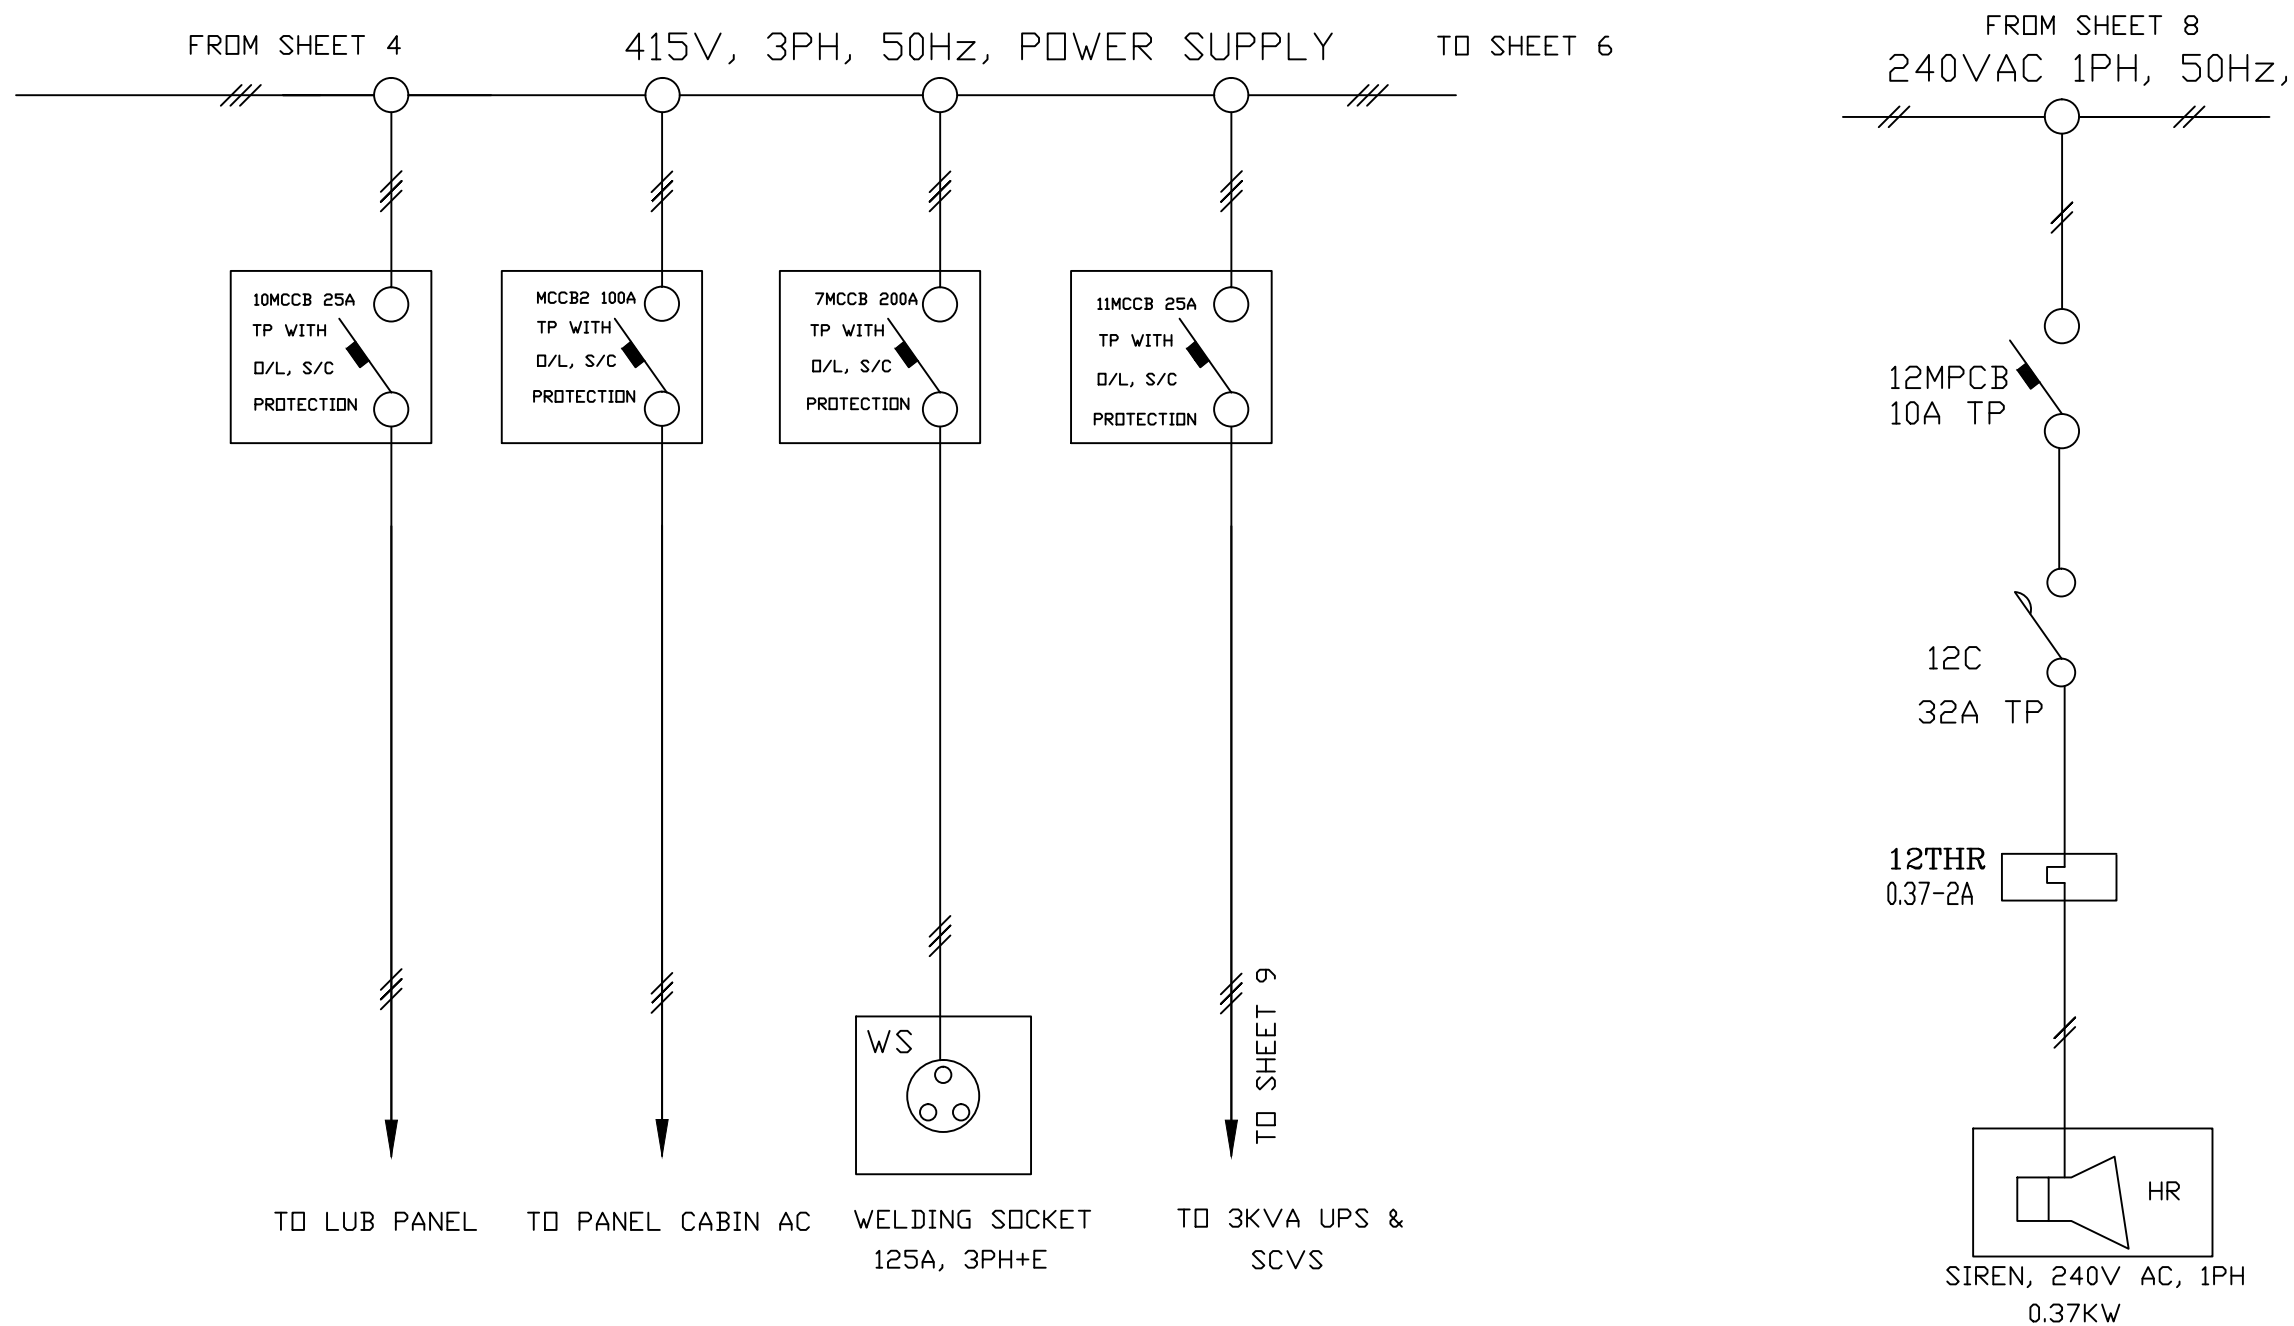 FROM SHEET 4
415V, 3PH, 50Hz, POWER SUPPLY
TO SHEET 6
FROM SHEET 8
240VAC 1PH, 50Hz,
10MCCB 25A
TP WITH
O/L, S/C
PROTECTION
MCCB2 100A
TP WITH
O/L, S/C
PROTECTION
7MCCB 200A
TP WITH
O/L, S/C
PROTECTION
11MCCB 25A
TP WITH
O/L, S/C
PROTECTION
12MPCB
10A TP
12C
32A TP
12THR
0.37-2A
TO SHEET 9
WS
HR
TO LUB PANEL
TO PANEL CABIN AC
WELDING SOCKET
125A, 3PH+E
TO 3KVA UPS &
SCVS
SIREN, 240V AC, 1PH
0.37KW